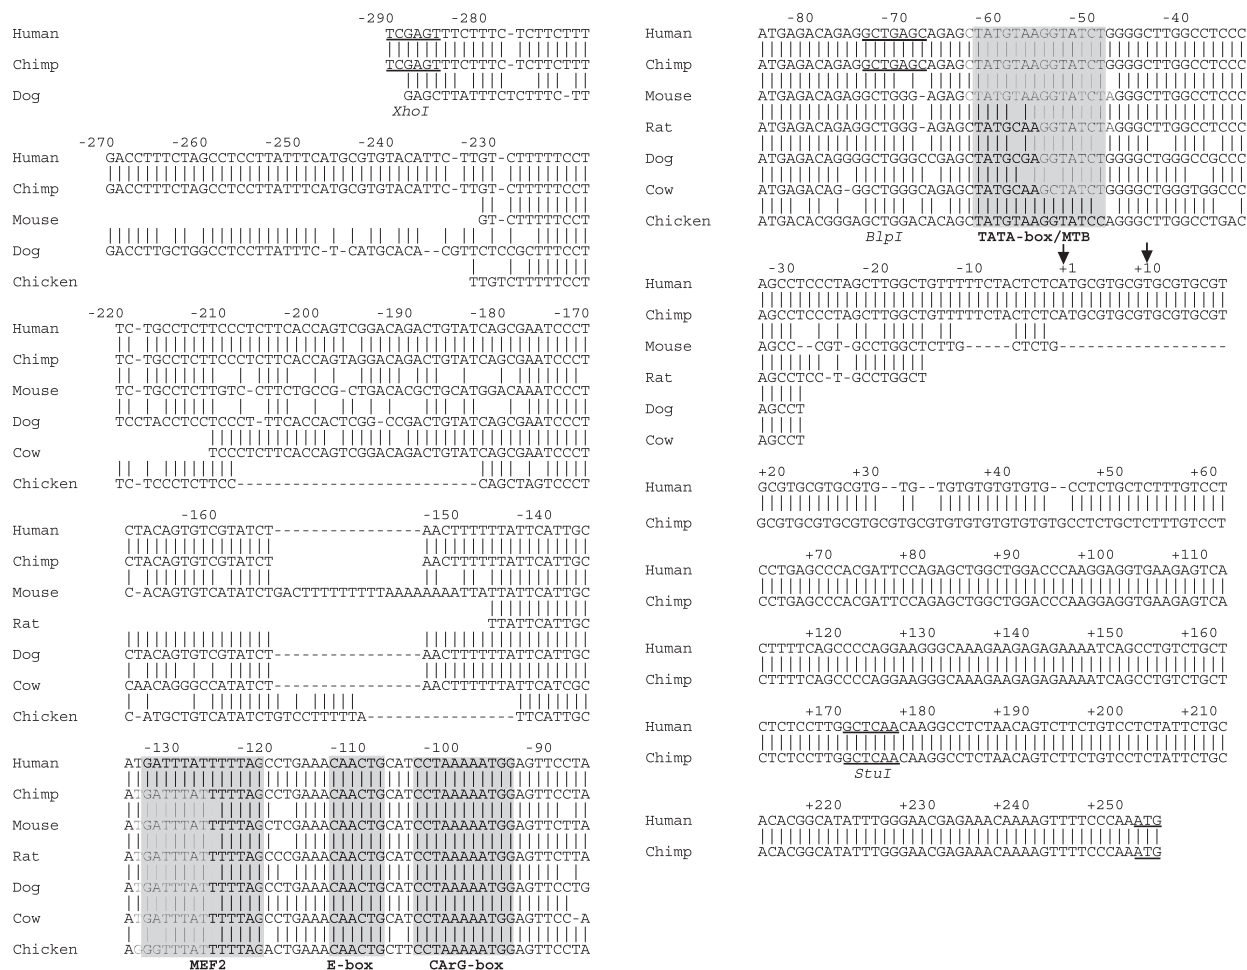 -290 -280
Human TCGAGTTTCTTTC-TCTTCTTT
Chimp TCGAGTTTCTTTC-TCTTCTTT
Dog GAGCTTATTTCTCTTTC-TT
XhoI
-270 -260 -250 -240 -230
Human GACCTTTCTAGCCTCCTTATTTCATGCGTGTACATTC-TTGT-CTTTTTTCCT
Chimp GACCTTTCTAGCCTCCTTATTTCATGCGTGTACATTC-TTGT-CTTTTTTCCT
Mouse GT-CTTTTTTCCT
Dog GACCTTGCTGGCCTCCTTATTTC-T-CATGCACA--CGTTCTCCGCTTTCCT
Chicken TTGTCTTTTTCCT
-220 -210 -200 -190 -180 -170
Human TC-TGCCTCTTCCCTCTTCACCAGTCGGACAGACTGTATCAGCGAATCCCT
Chimp TC-TGCCTCTTCCCTCTTCACCAGTAGGACAGACTGTATCAGCGAATCCCT
Mouse TC-TGCCTCTTGTC-CTTCTGCCG-CTGACACGCTGCATGGACAAATCCCT
Dog TCCTACCTCCTCCCT-TTCACCACTCGG-CCGACTGTATCAGCGAATCCCT
Cow TCCCTCTTCACCAGTCGGACAGACTGTATCAGCGAATCCCT
Chicken TC-TCCCTCTTCC--------------------------CAGCTAGTCCCT
-160 -150 -140
Human CTACAGTGTCGTATCT----------------AACTTTTTTATTCATTGC
Chimp CTACAGTGTCGTATCT----------------AACTTTTTTATTCATTGC
Mouse C-ACAGTGTCATATCTGACTTTTTTTTTTAAAAAAAATTATTATTCATTGC
Rat TTATTCATTGC
Dog CTACAGTGTCGTATCT----------------AACTTTTTTATTCATTGC
Cow CAACAGGGCCATATCT----------------AACTTTTTTATTCATCGC
Chicken C-ATGCTGTCATATCTGTCCTTTTTA----------------TTCATTGC
-130 -120 -110 -100 -90
Human ATGATTTATTTTTAGCCTGAAACAACTGCATCCTAAAAATGGAGTTCCTA
Chimp ATGATTTATTTTTAGCCTGAAACAACTGCATCCTAAAAATGGAGTTCCTA
Mouse ATGATTTATTTTTAGCTCGAAACAACTGCATCCTAAAAATGGAGTTCTTA
Rat ATGATTTATTTTTAGCCCGAAACAACTGCATCCTAAAAATGGAGTTCTTA
Dog ATGATTTATTTTTAGCCTGAAACAACTGCATCCTAAAAATGGAGTTCCTG
Cow ATGATTTATTTTTAGCCTGAAACAACTGCATCCTAAAAATGGAGTTCC-A
Chicken AGGGTTTATTTTTAGACTGAAACAACTGCTTCCTAAAAATGGAGTTCCTA
MEF2 E-box CArG-box
-80 -70 -60 -50 -40
Human ATGAGACAGAGGCTGAGCAGAGCTATGTAAGGTATCTGGGGCTTGGCCTCCC
Chimp ATGAGACAGAGGCTGAGCAGAGCTATGTAAGGTATCTGGGGCTTGGCCTCCC
Mouse ATGAGACAGAGGCTGGG-AGAGCTATGTAAGGTATCTAGGGCTTGGCCTCCC
Rat ATGAGACAGAGGCTGGG-AGAGCTATGCAAGGTATCTAGGGCTTGGCCTCCC
Dog ATGAGACAGGGGCTGGGCCGAGCTATGCGAGGTATCTGGGGCTGGGCCGCCC
Cow ATGAGACAG-GGCTGGGCAGAGCTATGCAAGCTATCTGGGGCTGGGTGGCCC
Chicken ATGACACGGGAGCTGGACACAGCTATGTAAGGTATCCAGGGCTTGGCCTGAC
BlpI TATA-box/MTB
-30 -20 -10 +1 +10
Human AGCCTCCCTAGCTTGGCTGTTTTTCTACTCTCATGCGTGCGTGCGTGCGT
Chimp AGCCTCCCTAGCTTGGCTGTTTTTCTACTCTCATGCGTGCGTGCGTGCGT
Mouse AGCC--CGT-GCCTGGCTCTTG-----CTCTG------------------
Rat AGCCTCC-T-GCCTGGCT
Dog AGCCT
Cow AGCCT
+20 +30 +40 +50 +60
Human GCGTGCGTGCGTG--TG--TGTGTGTGTGTG--CCTCTGCTCTTTGTCCT
Chimp GCGTGCGTGCGTGCGTGCGTGTGTGTGTGTGTGCCTCTGCTCTTTGTCCT
+70 +80 +90 +100 +110
Human CCTGAGCCCACGATTCCAGAGCTGGCTGGACCCAAGGAGGTGAAGAGTCA
Chimp CCTGAGCCCACGATTCCAGAGCTGGCTGGACCCAAGGAGGTGAAGAGTCA
+120 +130 +140 +150 +160
Human CTTTTCAGCCCCAGGAAGGGCAAAGAAGAGAGAAAATCAGCCTGTCTGCT
Chimp CTTTTCAGCCCCAGGAAGGGCAAAGAAGAGAGAAAATCAGCCTGTCTGCT
+170 +180 +190 +200 +210
Human CTCTCCTTGGCTCAACAAGGCCTCTAACAGTCTTCTGTCCTCTATTCTGC
Chimp CTCTCCTTGGCTCAACAAGGCCTCTAACAGTCTTCTGTCCTCTATTCTGC
StuI
+220 +230 +240 +250
Human ACACGGCATATTTGGGAACGAGAAACAAAAGTTTTCCCAAATG
Chimp ACACGGCATATTTGGGAACGAGAAACAAAAGTTTTCCCAAATG